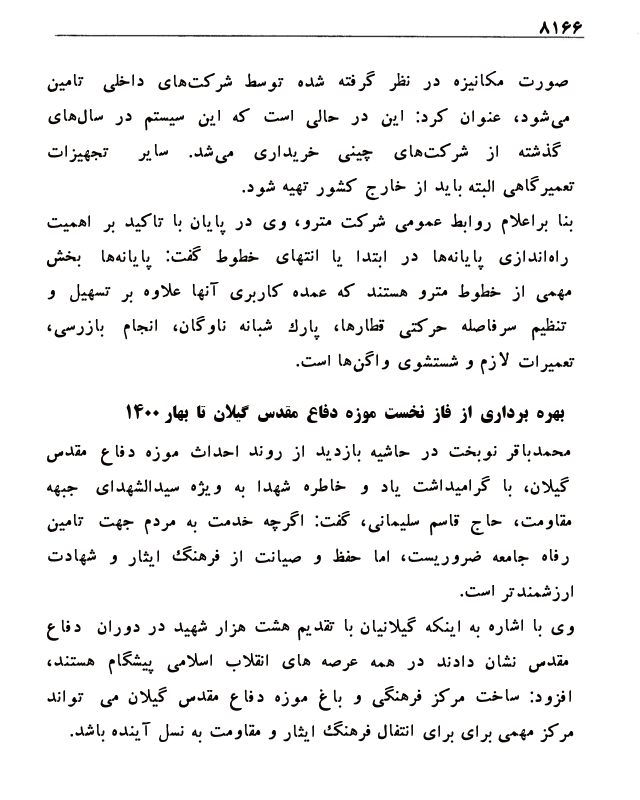 ۸۱۶۶
صورت مکانیزه در نظر گرفته شده توسط شرکت‌های داخلی تامین
می‌شود، عنوان کرد: این در حالی است که این سیستم در سال‌های
گذشته از شرکت‌های چینی خریداری می‌شد. سایر تجهیزات
تعمیرگاهی البته باید از خارج کشور تهیه شود.
بنا براعلام روابط عمومی شرکت مترو، وی در پایان با تاکید بر اهمیت
راه‌اندازی پایانه‌ها در ابتدا یا انتهای خطوط گفت: پایانه‌ها بخش
مهمی از خطوط مترو هستند که عمده کاربری آنها علاوه بر تسهیل و
تنظیم سرفاصله حرکتی قطارها، پارك شبانه ناوگان، انجام بازرسی،
تعمیرات لازم و شستشوی واگن‌ها است.
بهره برداری از فاز نخست موزه دفاع مقدس گیلان تا بهار ۱۴۰۰
محمدباقر نوبخت در حاشیه بازدید از روند احداث موزه دفاع مقدس
گیلان، با گرامیداشت یاد و خاطره شهدا به ویژه سیدالشهدای جبهه
مقاومت، حاج قاسم سلیمانی، گفت: اگرچه خدمت به مردم جهت تامین
رفاه جامعه ضروریست، اما حفظ و صیانت از فرهنگ ایثار و شهادت
ارزشمندتر است.
وی با اشاره به اینکه گیلانیان با تقدیم هشت هزار شهید در دوران دفاع
مقدس نشان دادند در همه عرصه های انقلاب اسلامی پیشگام هستند،
افزود: ساخت مرکز فرهنگی و باغ موزه دفاع مقدس گیلان می تواند
مرکز مهمی برای برای انتقال فرهنگ ایثار و مقاومت به نسل آینده باشد.